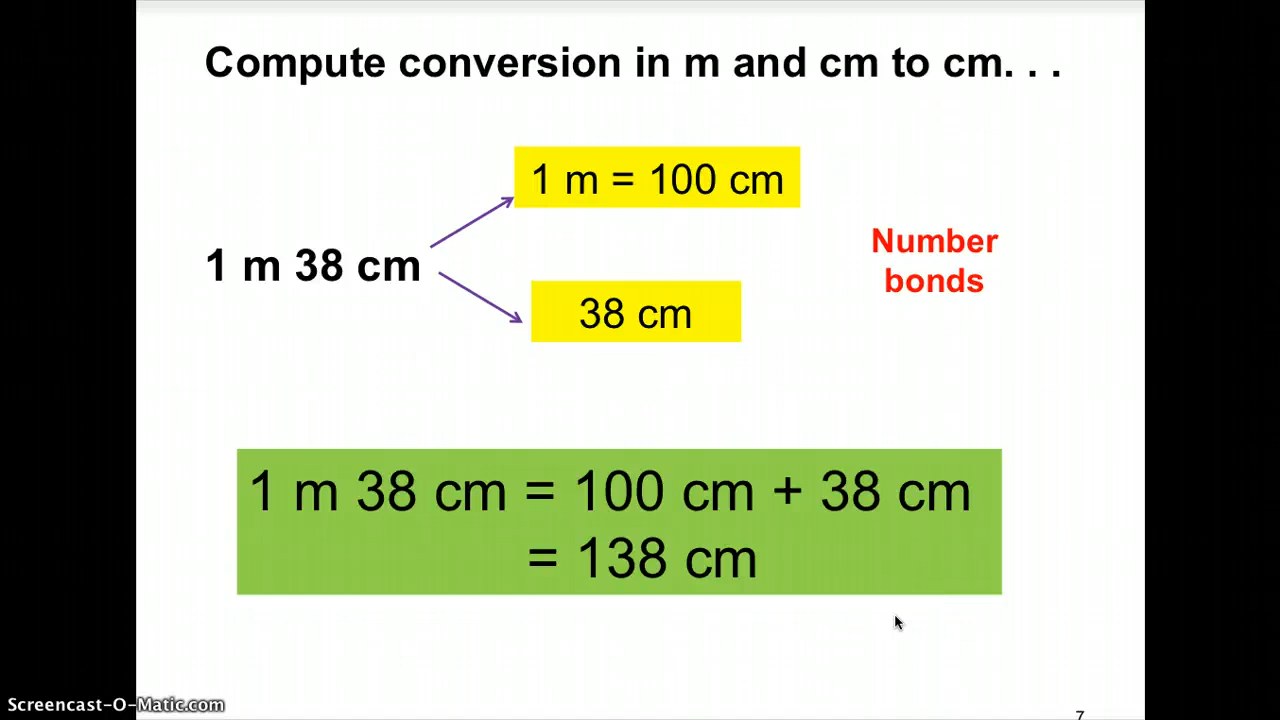 Compute conversion in m and cm to cm. . .
1 m = 100 cm
Number
bonds
1 m 38 cm
38 cm
1 m 38 cm = 100 cm + 38 cm
= 138 cm
Screencast-O-Matic.com
7